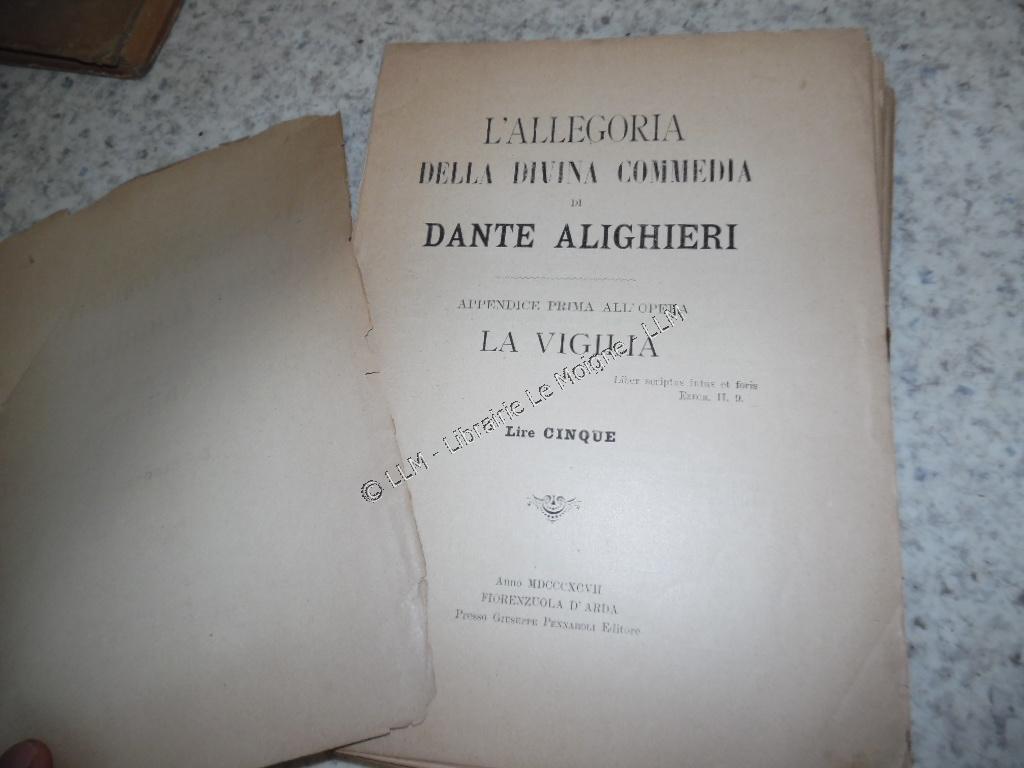 L'ALLEGORIA
DELLA DIVINA COMMEDIA
DI
DANTE ALIGHIERI
APPENDICE PRIMA ALL'OPERA
LA VIGILIA
Liber scriptus intus et foris
EZECH. II. 9.
Lire CINQUE
Anno MDCCCXCVII
FIORENZUOLA D'ARDA
Presso GIUSEPPE PENNAROLI Editore
© LLM - Librairie Le Moigne, LLM